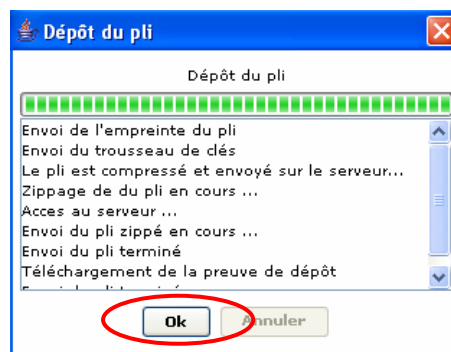 Dépôt du pli
Dépôt du pli
Envoi de l'empreinte du pli
Envoi du trousseau de clés
Le pli est compressé et envoyé sur le serveur...
Zippage de du pli en cours ...
Acces au serveur ...
Envoi du pli zippé en cours ...
Envoi du pli terminé
Téléchargement de la preuve de dépôt
Ok
Annuler